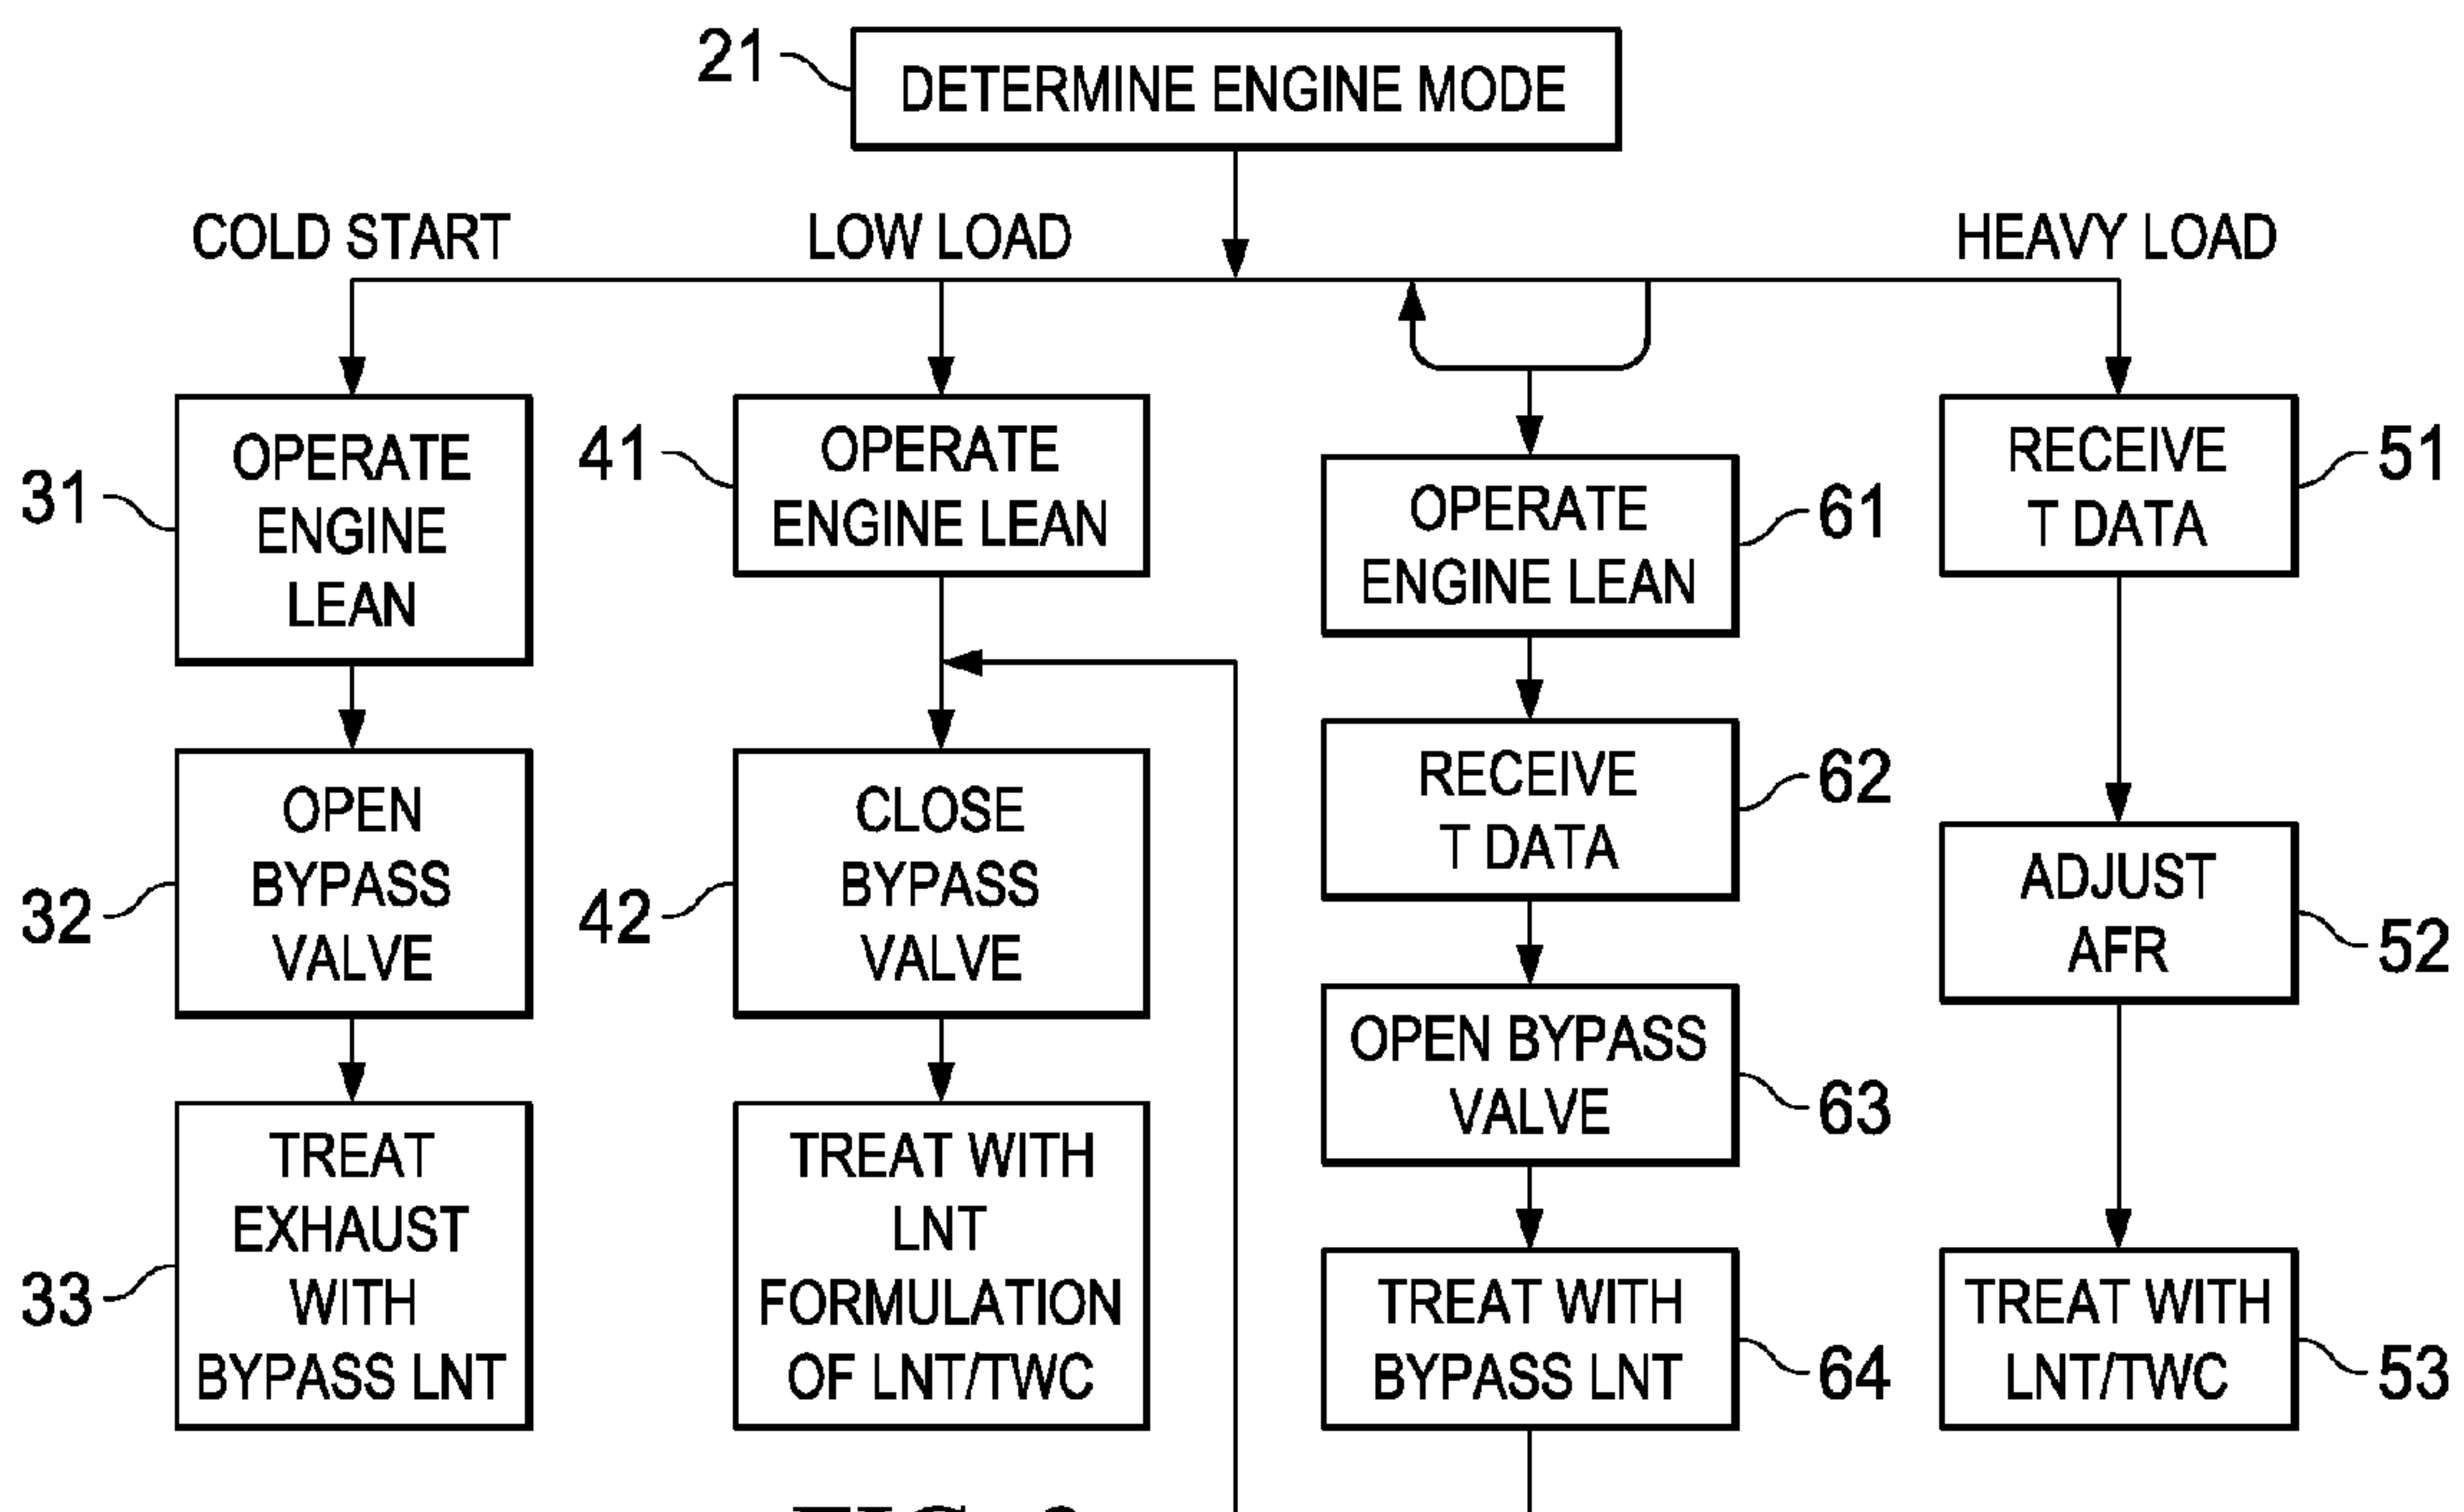 21
DETERMINE ENGINE MODE
COLD START
LOW LOAD
HEAVY LOAD
31
OPERATE
ENGINE
LEAN
32
OPEN
BYPASS
VALVE
33
TREAT
EXHAUST
WITH
BYPASS LNT
41
OPERATE
ENGINE LEAN
42
CLOSE
BYPASS
VALVE
TREAT WITH
LNT
FORMULATION
OF LNT/TWC
OPERATE
ENGINE LEAN
61
RECEIVE
T DATA
62
OPEN BYPASS
VALVE
63
TREAT WITH
BYPASS LNT
64
RECEIVE
T DATA
51
ADJUST
AFR
52
TREAT WITH
LNT/TWC
53